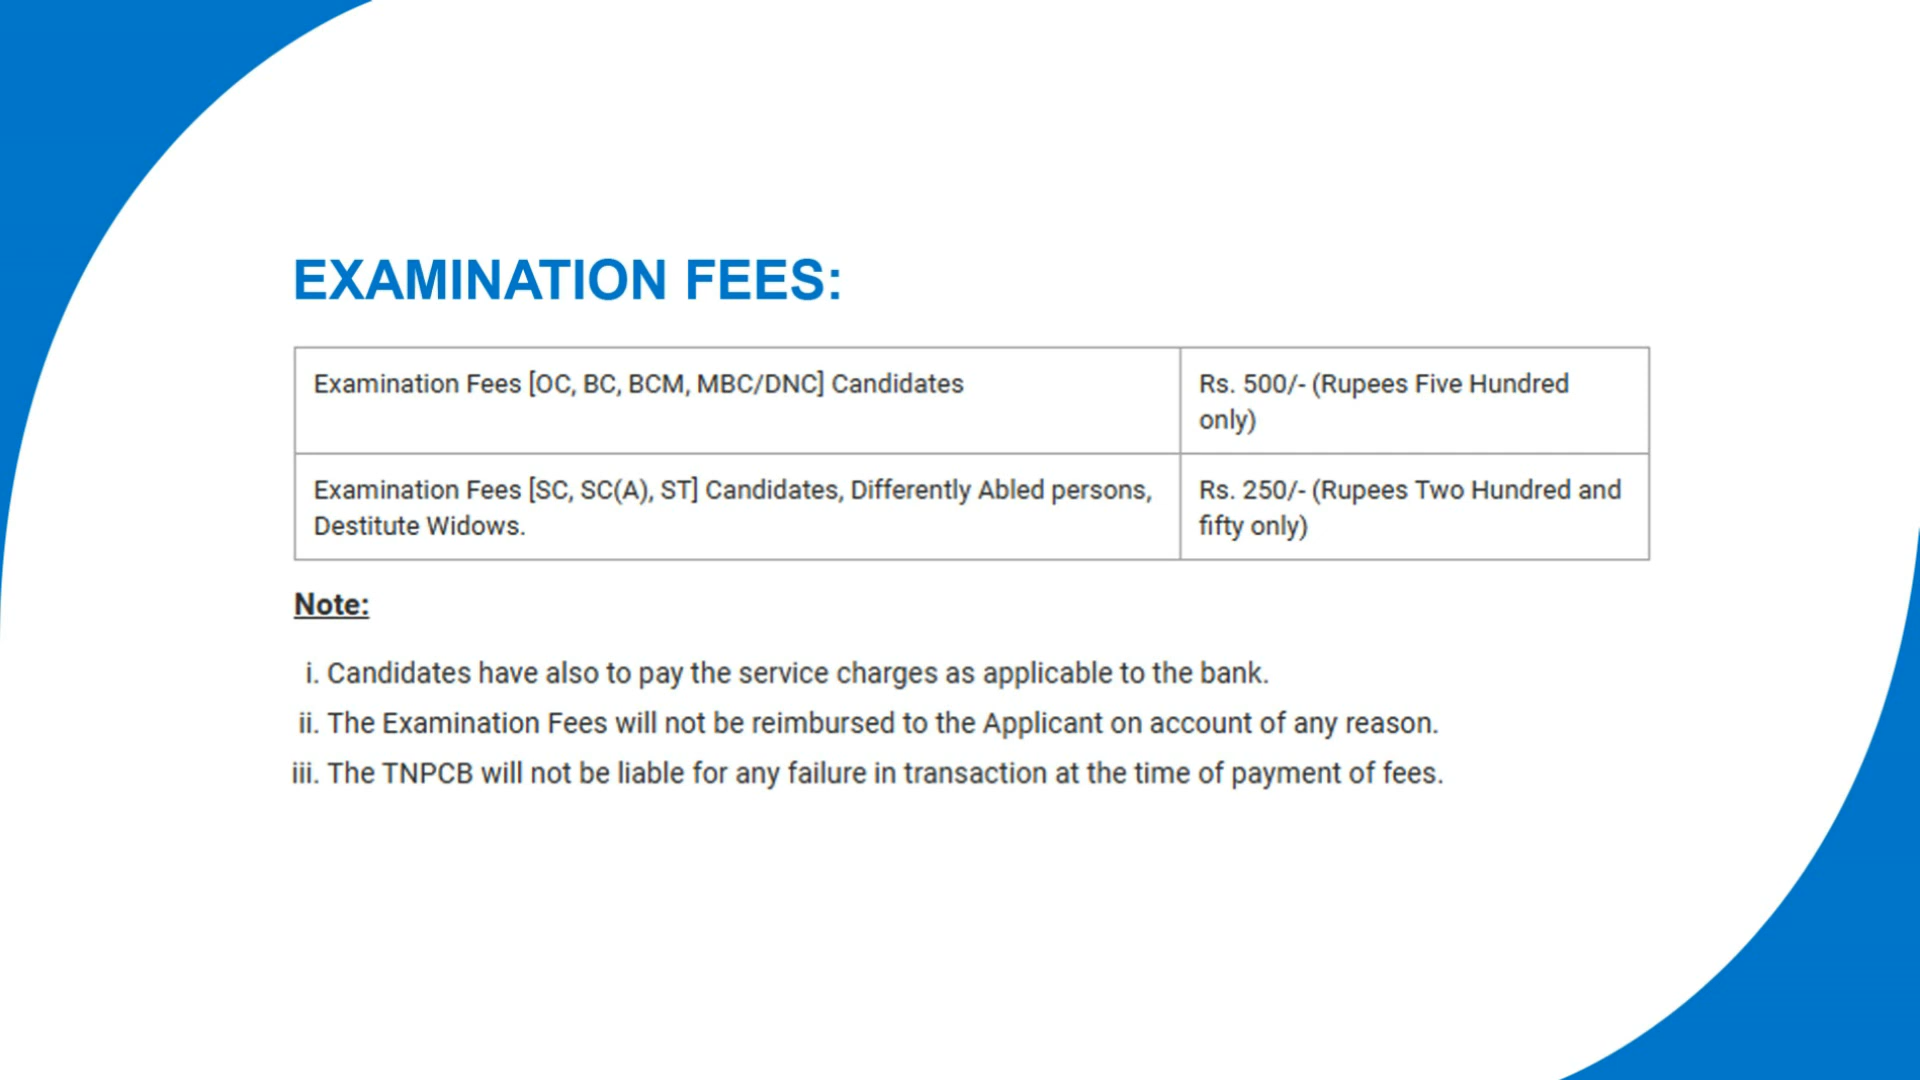 EXAMINATION FEES:
Examination Fees [OC, BC, BCM, MBC/DNC] Candidates
Rs. 500/- (Rupees Five Hundred
only)
Examination Fees [SC, SC(A), ST] Candidates, Differently Abled persons,
Destitute Widows.
Rs. 250/- (Rupees Two Hundred and
fifty only)
Note:
i. Candidates have also to pay the service charges as applicable to the bank.
ii. The Examination Fees will not be reimbursed to the Applicant on account of any reason.
iii. The TNPCB will not be liable for any failure in transaction at the time of payment of fees.